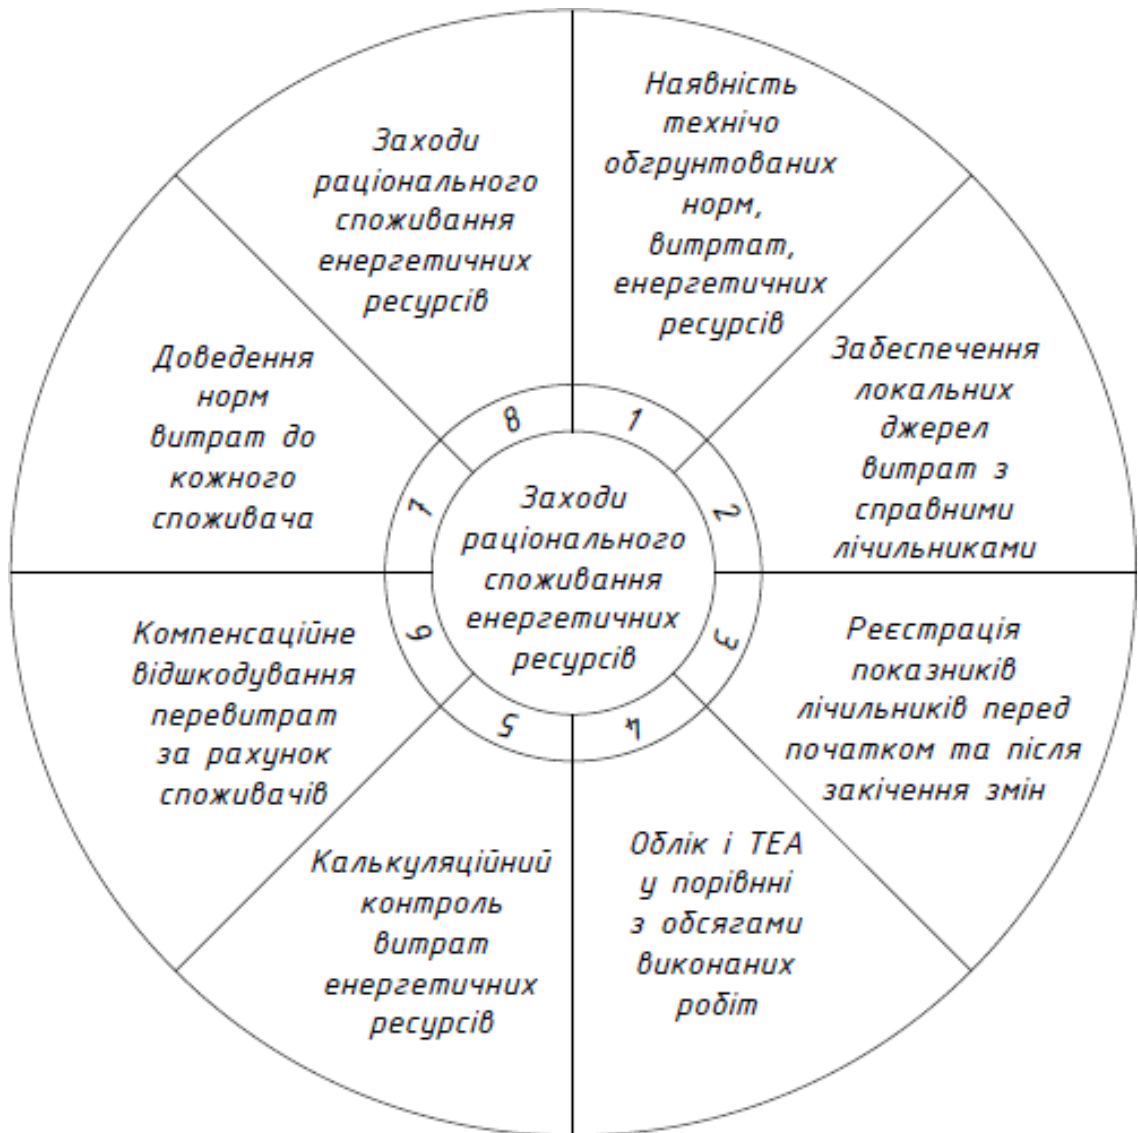 Наявність
технічо
обгрунтованих
норм,
витртат,
енергетичних
ресурсів
Забеспечення
локальних
джерел
витрат з
справними
лічильниками
Реєстрація
показників
лічильників перед
початком та після
закічення змін
Облік і ТЕА
у порівнні
з обсягами
виконаних
робіт
Калькуляційний
контроль
витрат
енергетичних
ресурсів
Компенсаційне
відшкодування
перевитрат
за рахунок
споживачів
Доведення
норм
витрат до
кожного
споживача
Заходи
раціонального
споживання
енергетичних
ресурсів
1
2
3
4
5
6
7
8
Заходи
раціонального
споживання
енергетичних
ресурсів